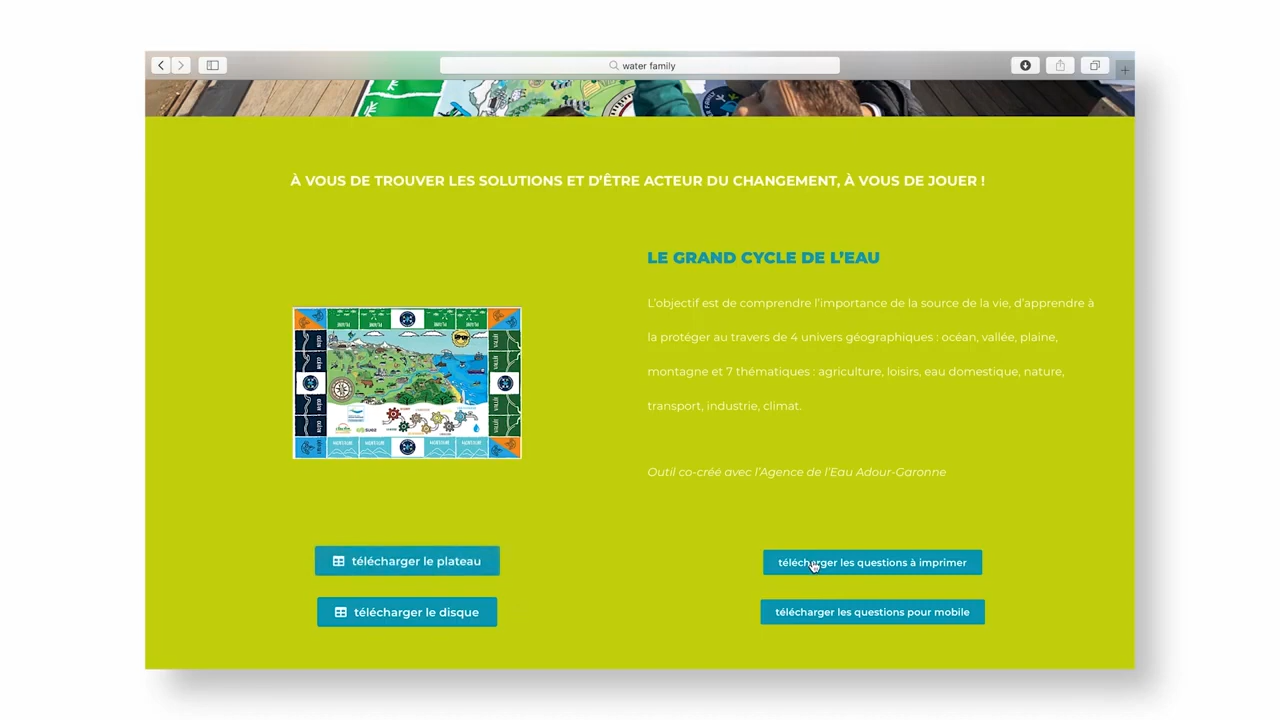 water family
À VOUS DE TROUVER LES SOLUTIONS ET D'ÊTRE ACTEUR DU CHANGEMENT, À VOUS DE JOUER !
LE GRAND CYCLE DE L'EAU
L'objectif est de comprendre l'importance de la source de la vie, d'apprendre à
la protéger au travers de 4 univers géographiques : océan, vallée, plaine,
montagne et 7 thématiques : agriculture, loisirs, eau domestique, nature,
transport, industrie, climat.
Outil co-créé avec l'Agence de l'Eau Adour-Garonne
télécharger le plateau
télécharger les questions à imprimer
télécharger le disque
télécharger les questions pour mobile